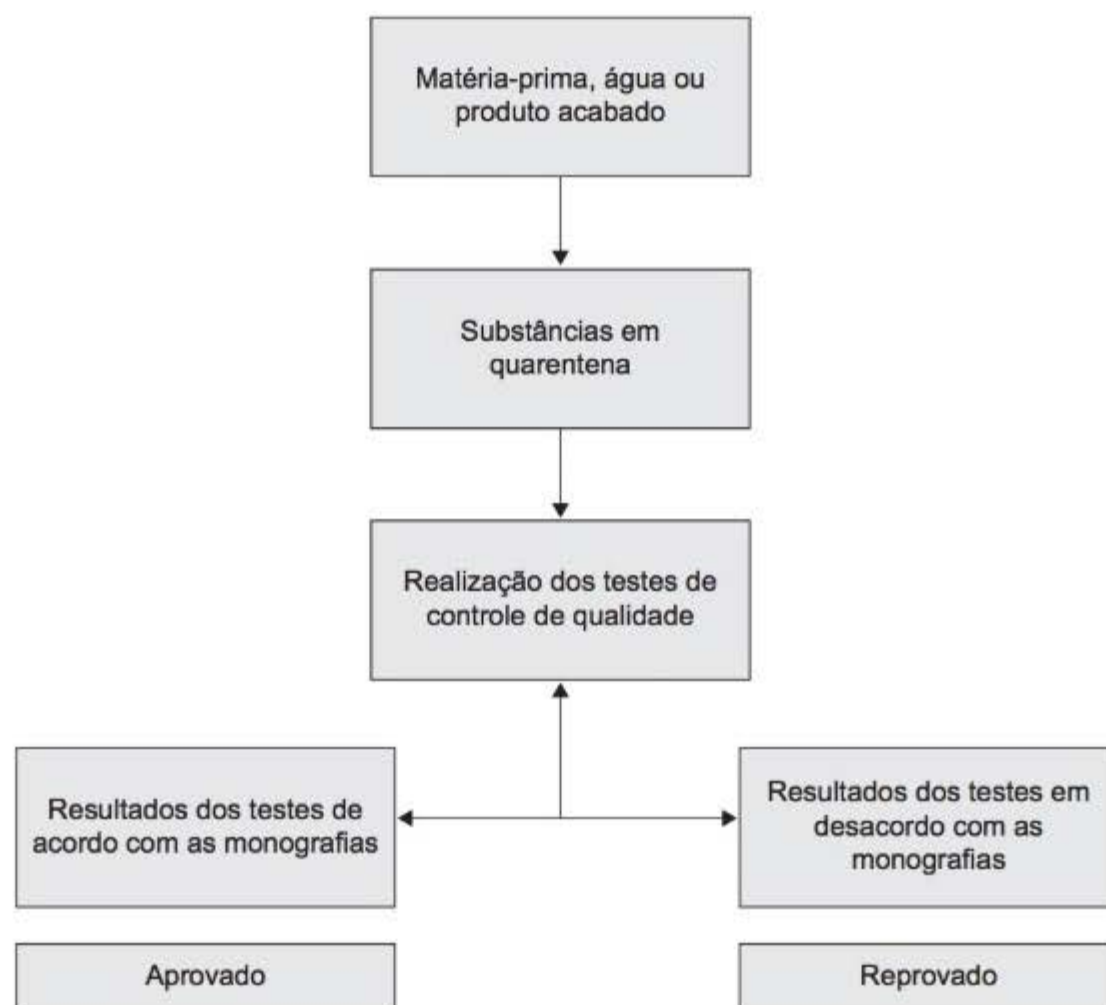 Matéria-prima, água ou
produto acabado
Substâncias em
quarentena
Realização dos testes de
controle de qualidade
Resultados dos testes de
acordo com as monografias
Resultados dos testes em
desacordo com as
monografias
Aprovado
Reprovado